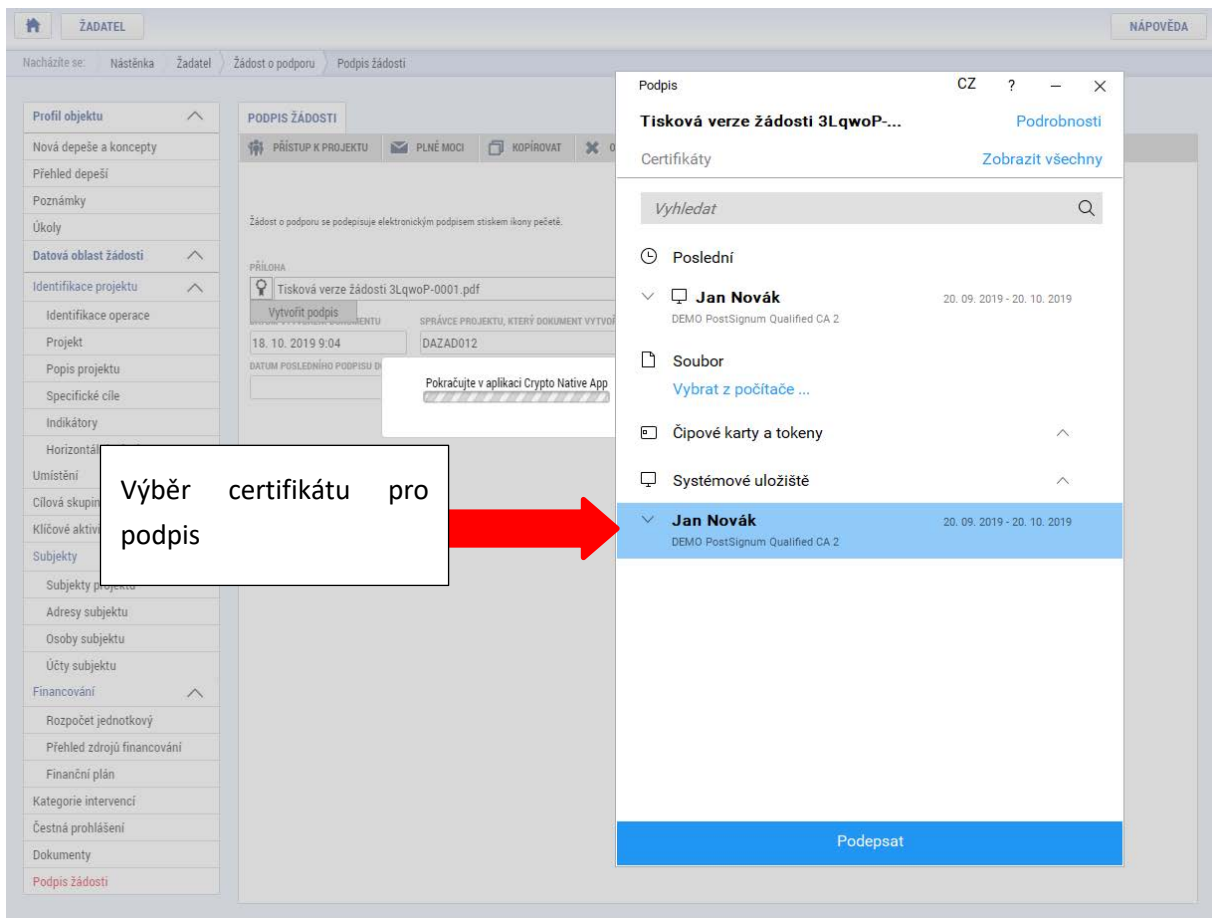 ŽADATEL
NÁPOVĚDA
Nacházíte se: Nástěnka Žadatel Žádost o podporu Podpis žádosti
Profil objektu
Nová depeše a koncepty
Přehled depeší
Poznámky
Úkoly
Datová oblast žádosti
Identifikace projektu
Identifikace operace
Projekt
Popis projektu
Specifické cíle
Indikátory
Umístění
Subjekty
Adresy subjektu
Osoby subjektu
Účty subjektu
Financování
Rozpočet jednotkový
Přehled zdrojů financování
Finanční plán
Kategorie intervencí
Čestná prohlášení
Dokumenty
Podpis žádosti
PODPIS ŽÁDOSTI
PŘÍSTUP K PROJEKTU PLNÉ MOCI KOPÍROVAT
Žádost o podporu se podepisuje elektronickým podpisem stiskem ikony pečetě.
PŘÍLOHA
Tisková verze žádosti 3LqwoP-0001.pdf
Vytvořit podpis
SPRÁVCE PROJEKTU, KTERÝ DOKUMENT
18. 10. 2019 9:04 DAZAD012
DATUM POSLEDNÍHO PODPISU
Pokračujte v aplikaci Crypto Native App
Výběr certifikátu pro
podpis
Podpis CZ ? – ×
Tisková verze žádosti 3LqwoP-... Podrobnosti
Certifikáty Zobrazit všechny
Vyhledat
Poslední
Jan Novák 20. 09. 2019 - 20. 10. 2019
DEMO PostSignum Qualified CA 2
Soubor
Vybrat z počítače ...
Čipové karty a tokeny
Systémové uložiště
Jan Novák 20. 09. 2019 - 20. 10. 2019
DEMO PostSignum Qualified CA 2
Podepsat